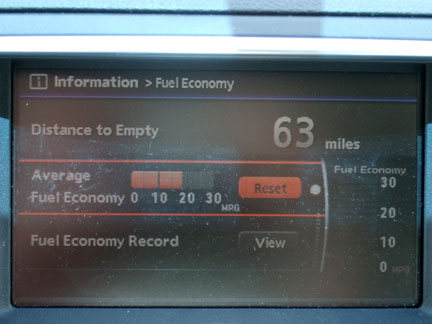 i Information > Fuel Economy
Distance to Empty 63 miles
Average
Fuel Economy 0 10 20 30 MPG
Reset
Fuel Economy
30
20
10
0 MPG
Fuel Economy Record View